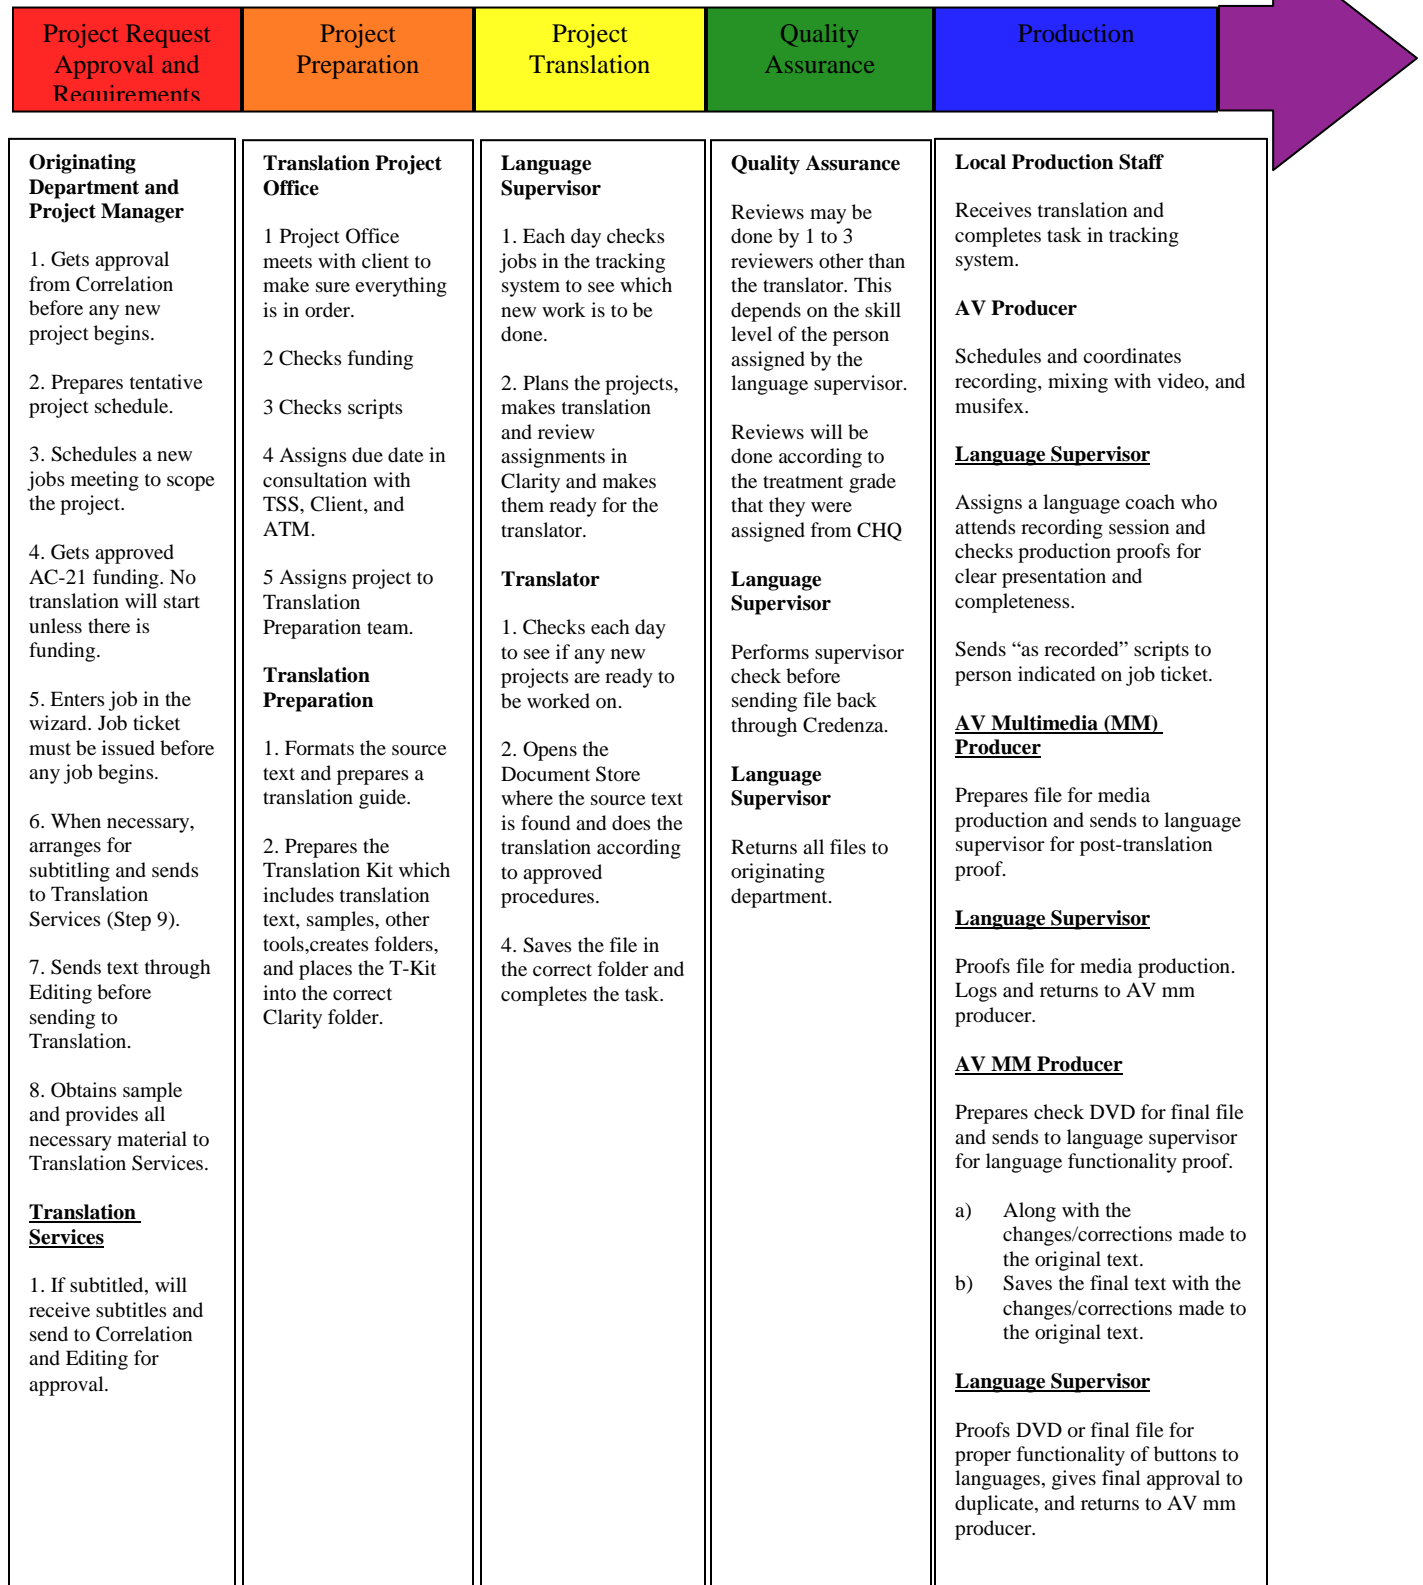 Project Request
Approval and
Requirements
Project
Preparation
Project
Translation
Quality
Assurance
Production
Originating
Department and
Project Manager
1. Gets approval
from Correlation
before any new
project begins.
2. Prepares tentative
project schedule.
3. Schedules a new
jobs meeting to scope
the project.
4. Gets approved
AC-21 funding. No
translation will start
unless there is
funding.
5. Enters job in the
wizard. Job ticket
must be issued before
any job begins.
6. When necessary,
arranges for
subtitling and sends
to Translation
Services (Step 9).
7. Sends text through
Editing before
sending to
Translation.
8. Obtains sample
and provides all
necessary material to
Translation Services.
Translation
Services
1. If subtitled, will
receive subtitles and
send to Correlation
and Editing for
approval.
Translation Project
Office
1 Project Office
meets with client to
make sure everything
is in order.
2 Checks funding
3 Checks scripts
4 Assigns due date in
consultation with
TSS, Client, and
ATM.
5 Assigns project to
Translation
Preparation team.
Translation
Preparation
1. Formats the source
text and prepares a
translation guide.
2. Prepares the
Translation Kit which
includes translation
text, samples, other
tools,creates folders,
and places the T-Kit
into the correct
Clarity folder.
Language
Supervisor
1. Each day checks
jobs in the tracking
system to see which
new work is to be
done.
2. Plans the projects,
makes translation
and review
assignments in
Clarity and makes
them ready for the
translator.
Translator
1. Checks each day
to see if any new
projects are ready to
be worked on.
2. Opens the
Document Store
where the source text
is found and does the
translation according
to approved
procedures.
4. Saves the file in
the correct folder and
completes the task.
Quality Assurance
Reviews may be
done by 1 to 3
reviewers other than
the translator. This
depends on the skill
level of the person
assigned by the
language supervisor.
Reviews will be
done according to
the treatment grade
that they were
assigned from CHQ
Language
Supervisor
Performs supervisor
check before
sending file back
through Credenza.
Language
Supervisor
Returns all files to
originating
department.
Local Production Staff
Receives translation and
completes task in tracking
system.
AV Producer
Schedules and coordinates
recording, mixing with video, and
musifex.
Language Supervisor
Assigns a language coach who
attends recording session and
checks production proofs for
clear presentation and
completeness.
Sends “as recorded” scripts to
person indicated on job ticket.
AV Multimedia (MM)
Producer
Prepares file for media
production and sends to language
supervisor for post-translation
proof.
Language Supervisor
Proofs file for media production.
Logs and returns to AV mm
producer.
AV MM Producer
Prepares check DVD for final file
and sends to language supervisor
for language functionality proof.
a) Along with the
changes/corrections made to
the original text.
b) Saves the final text with the
changes/corrections made to
the original text.
Language Supervisor
Proofs DVD or final file for
proper functionality of buttons to
languages, gives final approval to
duplicate, and returns to AV mm
producer.